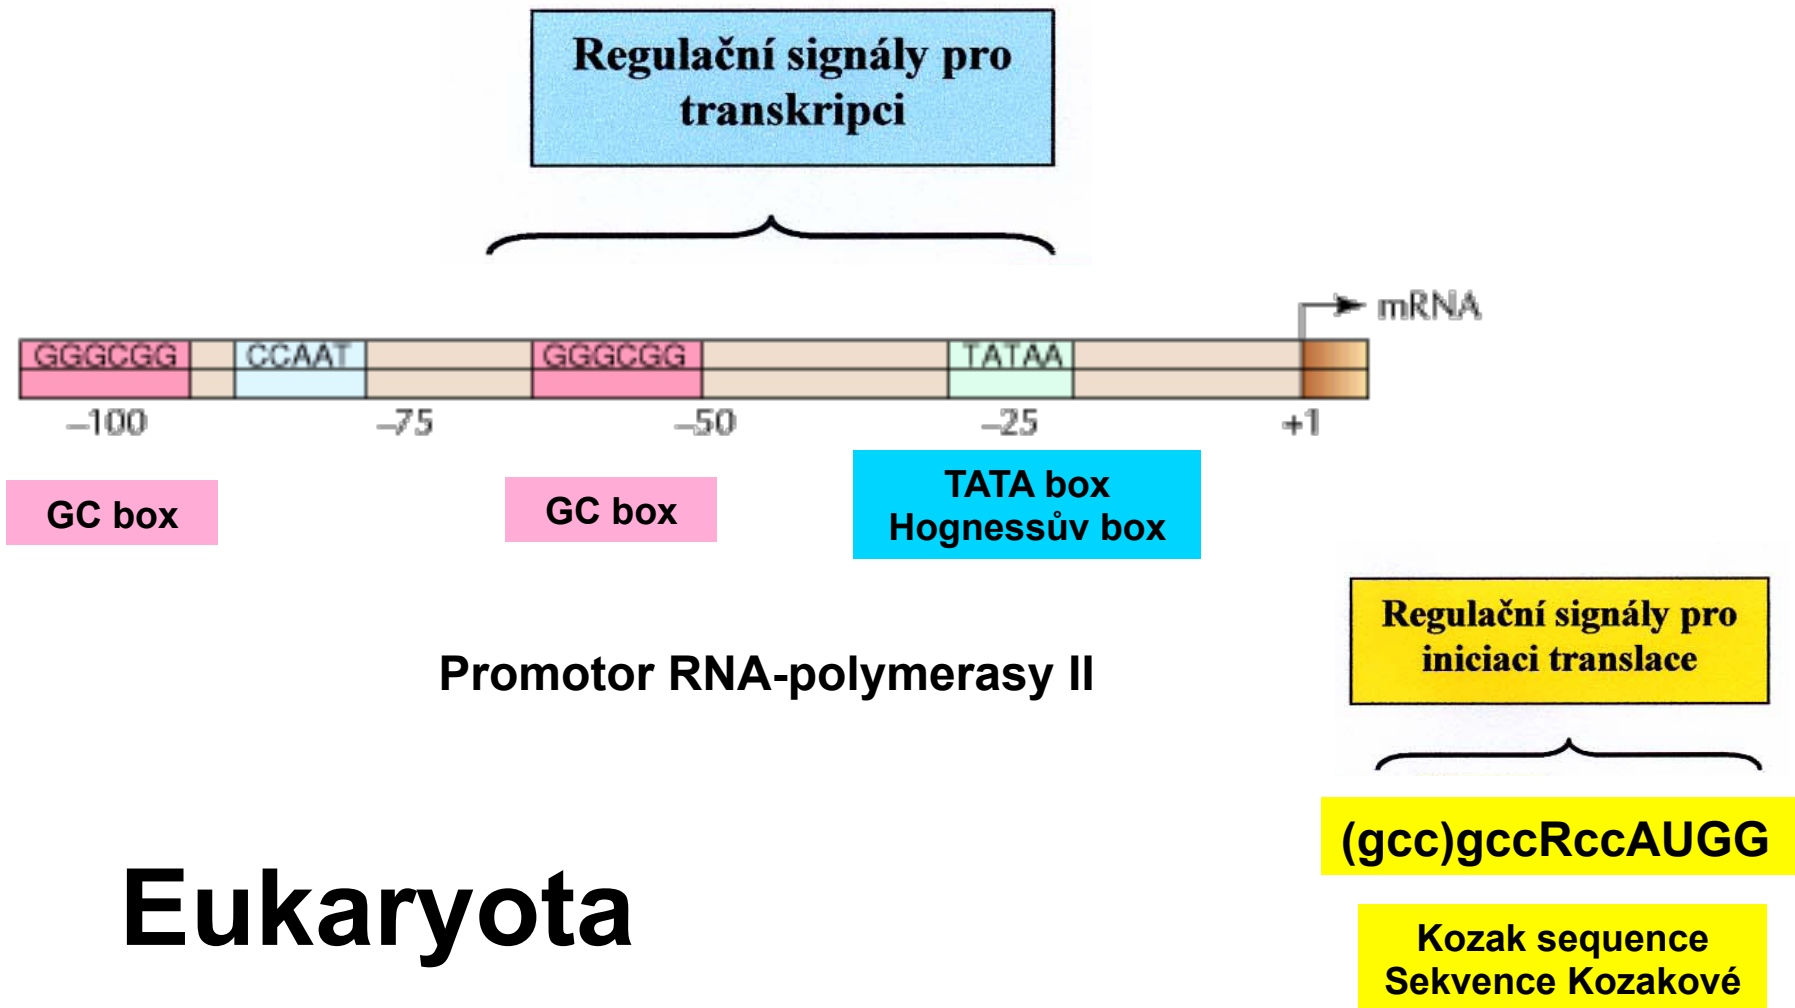 Regulační signály pro
transkripci
mRNA
GGGCGG CCAAT GGGCGG TATAA
–100 –75 –50 –25 +1
GC box
GC box
TATA box
Hognessův box
Promotor RNA-polymerasy II
Regulační signály pro
iniciaci translace
(gcc)gccRccAUGG
Eukaryota
Kozak sequence
Sekvence Kozakové